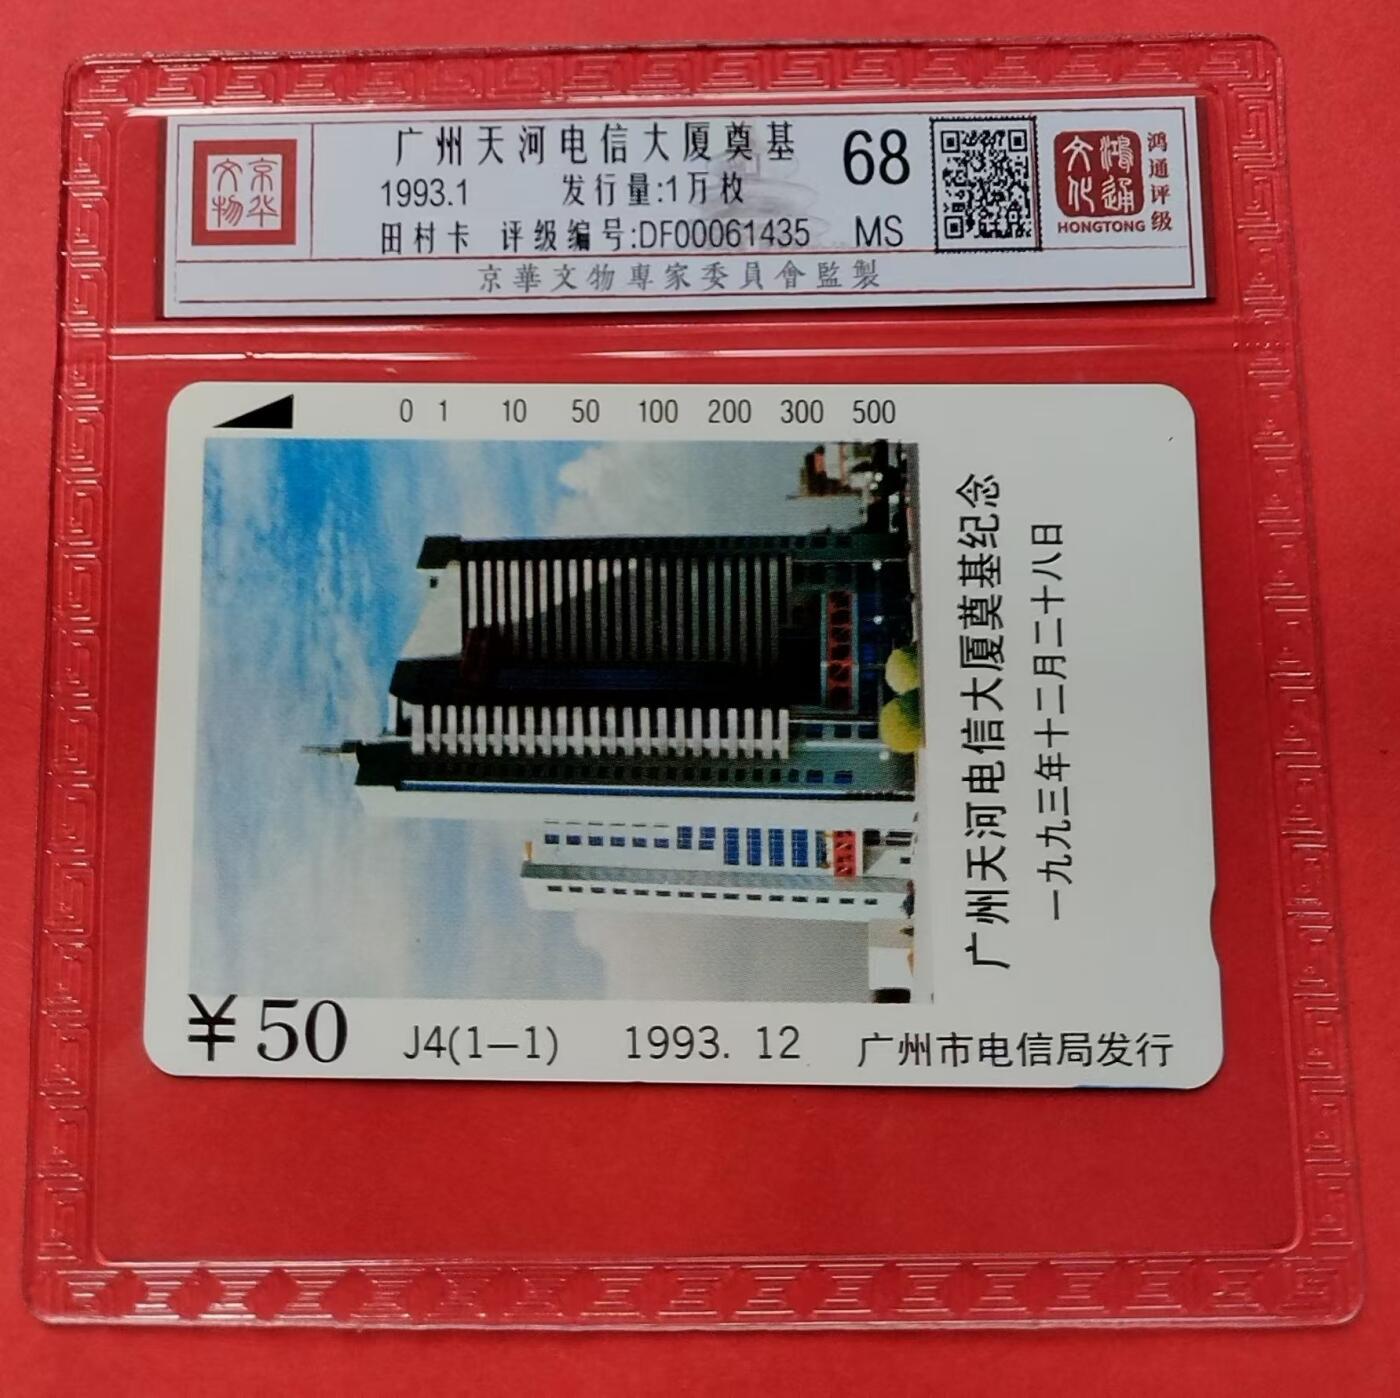 京华文物
广州天河电信大厦奠基
1993.1 发行量:1万枚
田村卡 评级编号:DF00061435
68
MS
鸿通文化
HONGTONG
鸿通评级
京華文物專家委員會監製
0 1 10 50 100 200 300 500
广州天河电信大厦奠基纪念
一九九三年十二月二十八日
¥50 J4(1—1) 1993. 12 广州市电信局发行